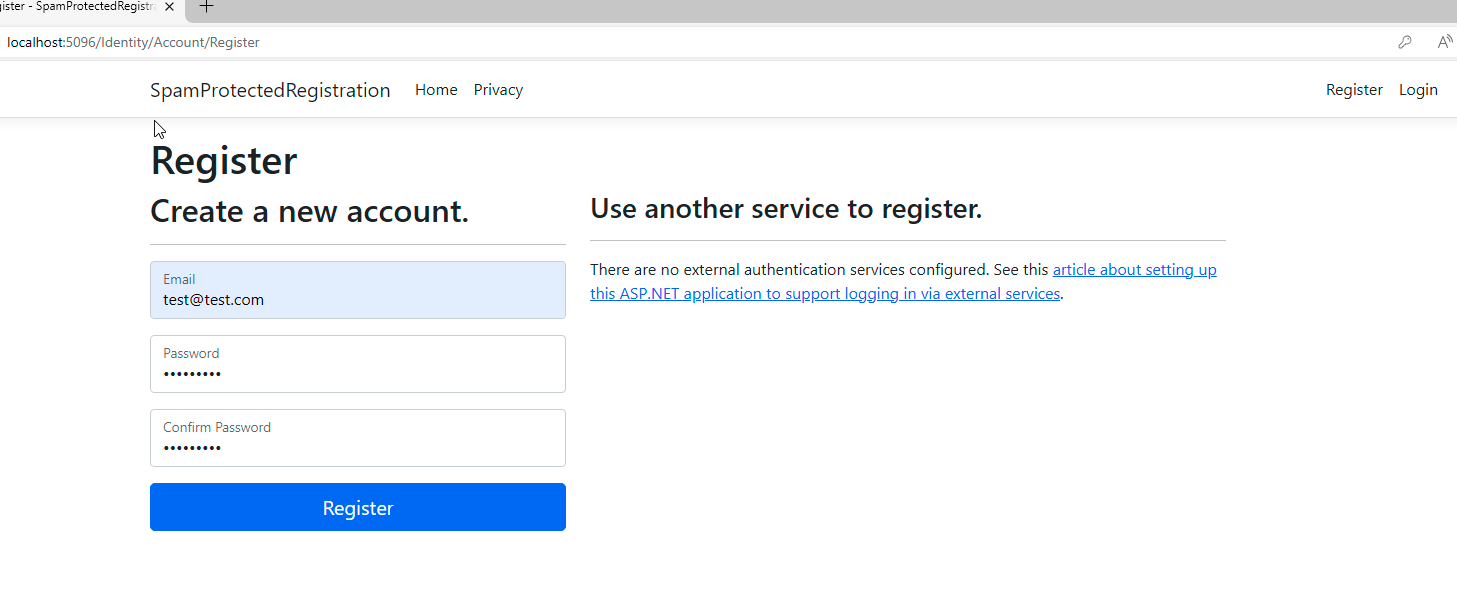 ister - SpamProtectedRegistr
localhost:5096/Identity/Account/Register
SpamProtectedRegistration Home Privacy Register Login
Register
Create a new account.
Use another service to register.
Email
test@test.com
There are no external authentication services configured. See this article about setting up
this ASP.NET application to support logging in via external services.
Password
•••••••••
Confirm Password
•••••••••
Register